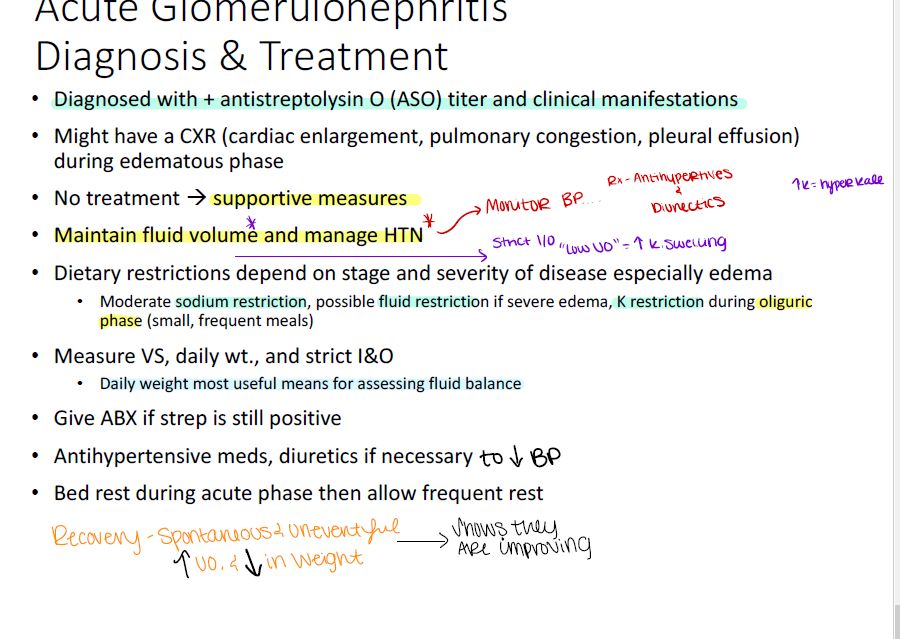 Acute Glomerulonephritis
Diagnosis & Treatment
• Diagnosed with + antistreptolysin O (ASO) titer and clinical manifestations
• Might have a CXR (cardiac enlargement, pulmonary congestion, pleural effusion)
during edematous phase
• No treatment → supportive measures
Monitor BP....
Rx - Antihypertives
&
Diurectics
↑K = hyperkale
• Maintain fluid volume and manage HTN
* *
Strict I/O "Low UO" = ↑ K. Swelling
• Dietary restrictions depend on stage and severity of disease especially edema
• Moderate sodium restriction, possible fluid restriction if severe edema, K restriction during oliguric
phase (small, frequent meals)
• Measure VS, daily wt., and strict I&O
• Daily weight most useful means for assessing fluid balance
• Give ABX if strep is still positive
• Antihypertensive meds, diuretics if necessary to ↓ BP
• Bed rest during acute phase then allow frequent rest
Recovery - Spontaneous & Uneventful → shows they
↑ UO. & ↓ in weight are improving